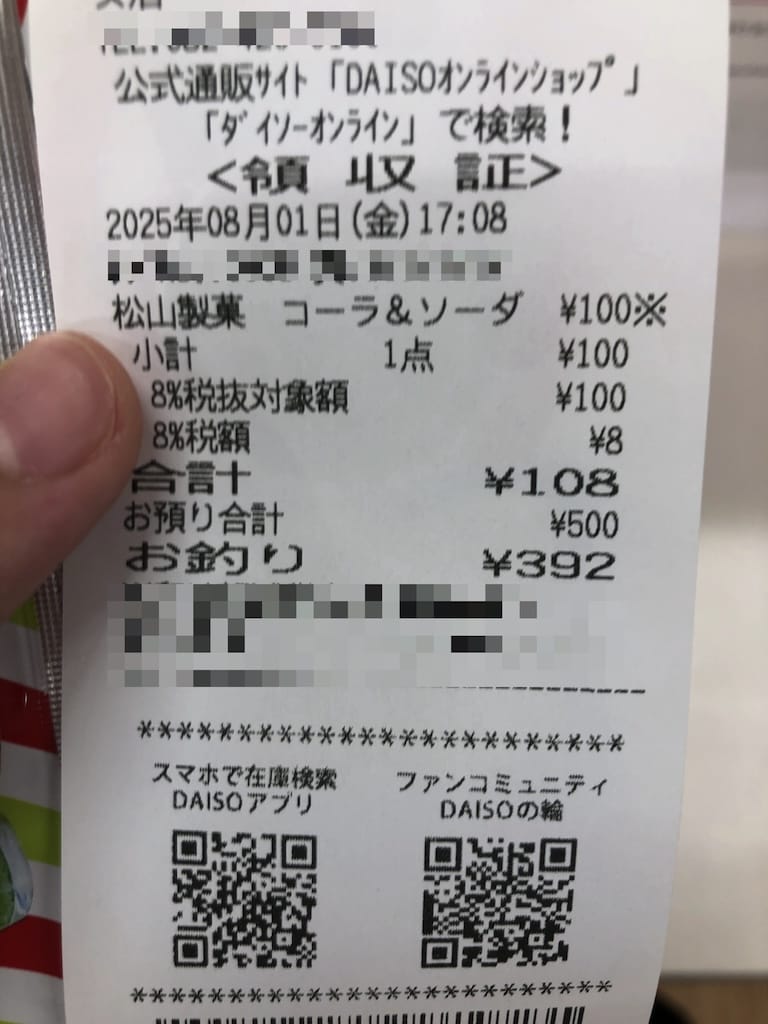 公式通販サイト「DAISOオンラインショップ」
「ダイソーオンライン」で検索!
<領 収 証>
2025年08月01日(金)17:08
松山製菓 コーラ&ソーダ ¥100※
小計 1点 ¥100
8%税抜対象額 ¥100
8%税額 ¥8
合計 ¥108
お預り合計 ¥500
お釣り ¥392
*************************
スマホで在庫検索 ファンコミュニティ
DAISOアプリ DAISOの輪
*************************